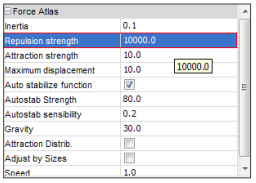 Force Atlas
Inertia 0.1
Repulsion strength 10000.0
Attraction strength 10.0
Maximum displacement 10.0
10000.0
Auto stabilize function
Autostab Strength 80.0
Autostab sensibility 0.2
Gravity 30.0
Attraction Distrib.
Adjust by Sizes
Speed 1.0